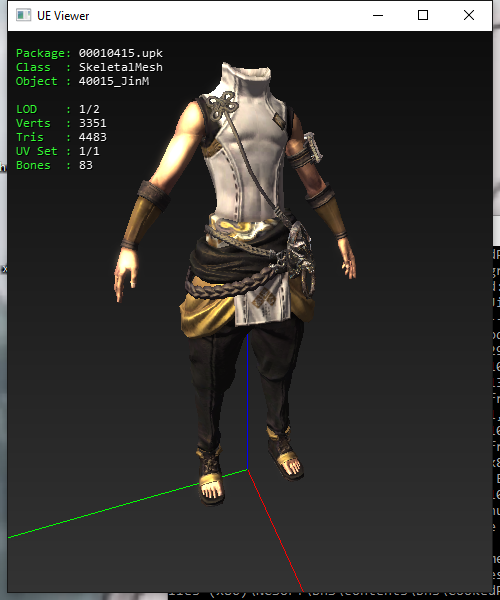 UE Viewer
Package: 00010415.upk
Class : SkeletalMesh
Object : 40015_JinM
LOD : 1/2
Verts : 3351
Tris : 4483
UV Set : 1/1
Bones : 83